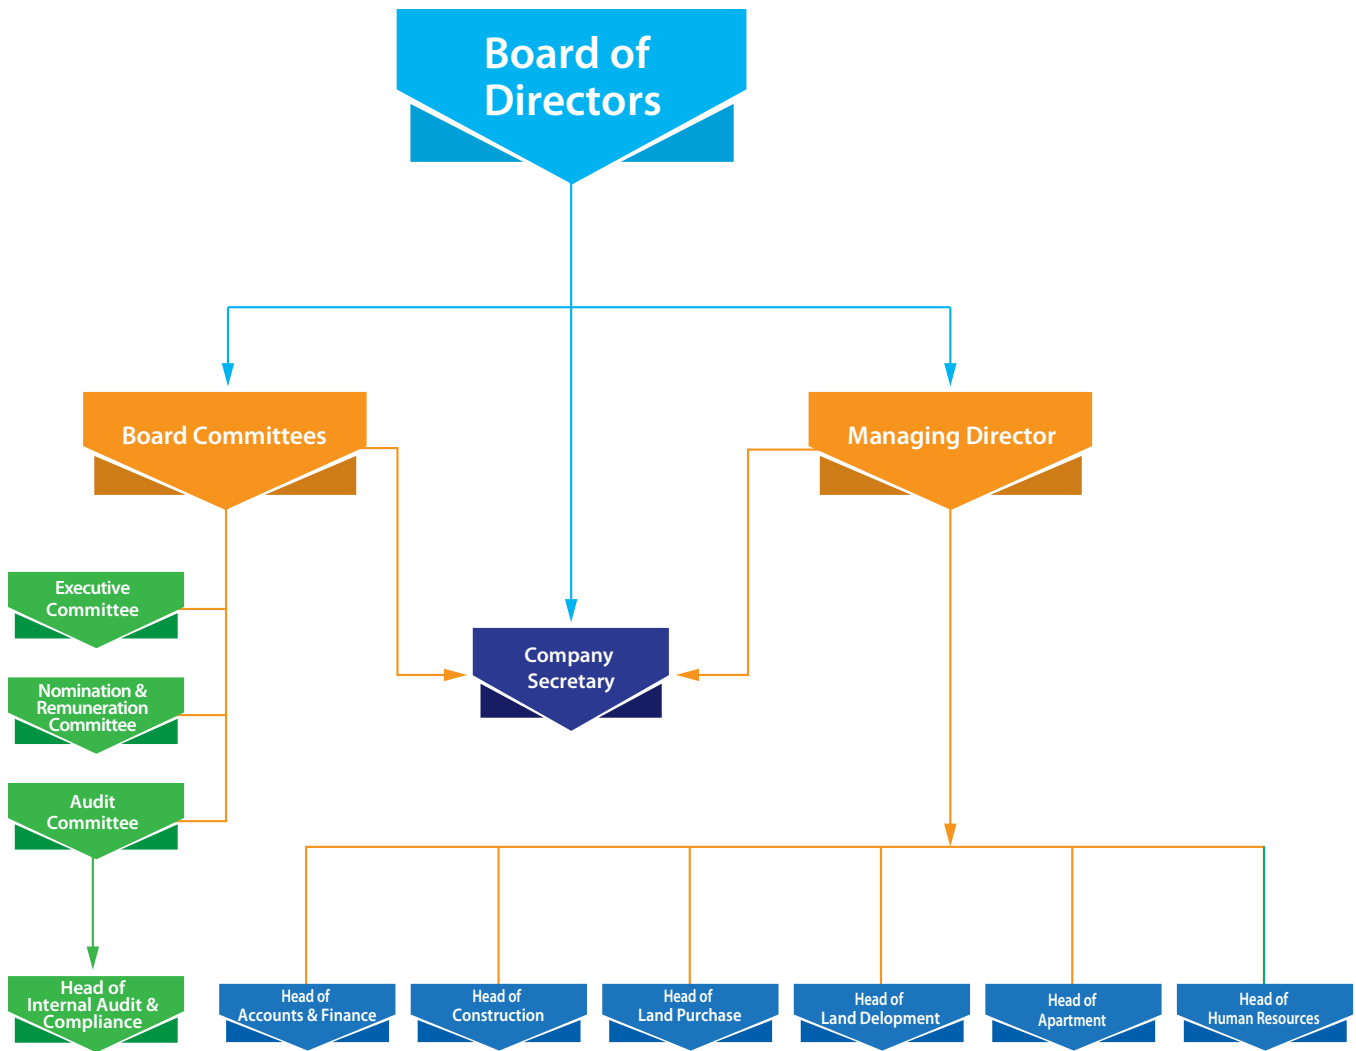 Board of
Directors
Board Committees
Managing Director
Executive
Committee
Company
Secretary
Nomination &
Remuneration
Committee
Audit
Committee
Head of
Internal Audit &
Compliance
Head of
Accounts & Finance
Head of
Construction
Head of
Land Purchase
Head of
Land Delopment
Head of
Apartment
Head of
Human Resources